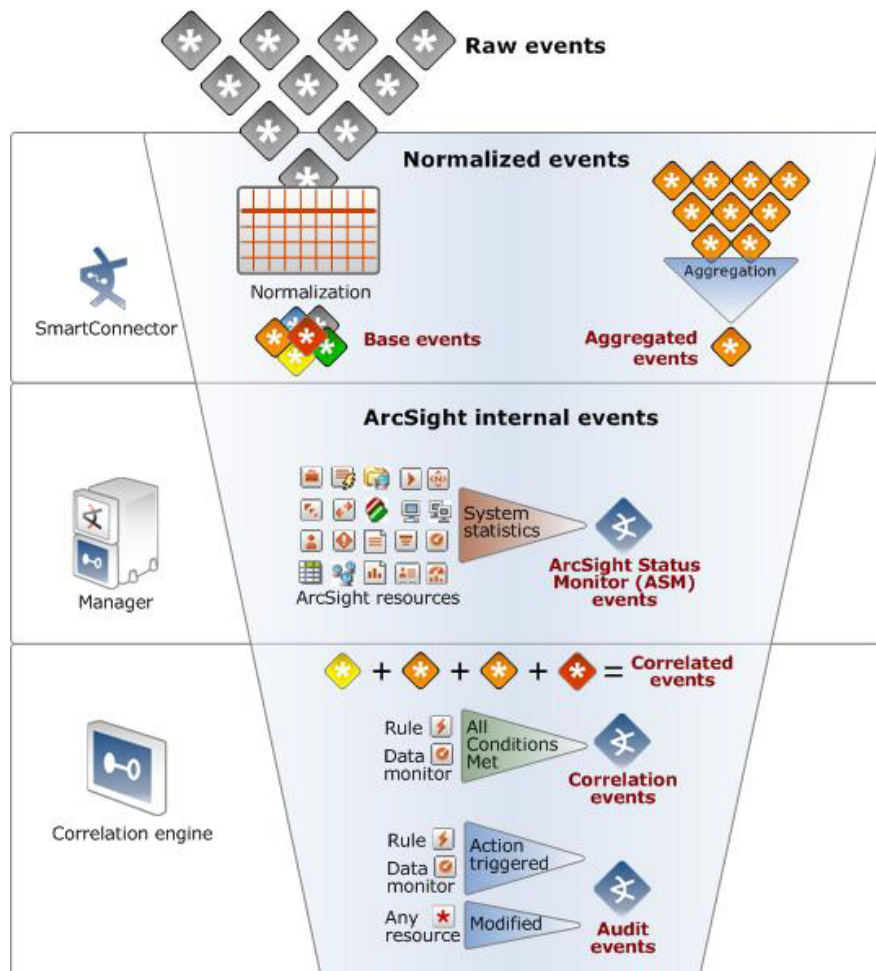 Raw events
Normalized events
Aggregation
Normalization
SmartConnector
Base events
Aggregated
events
ArcSight internal events
System
statistics
ArcSight Status
Monitor (ASM)
events
Manager
ArcSight resources
+ + + = Correlated
events
Rule
Data
monitor
All
Conditions
Met
Correlation
events
Correlation engine
Rule
Data
monitor
Action
triggered
Any
resource
Modified
Audit
events